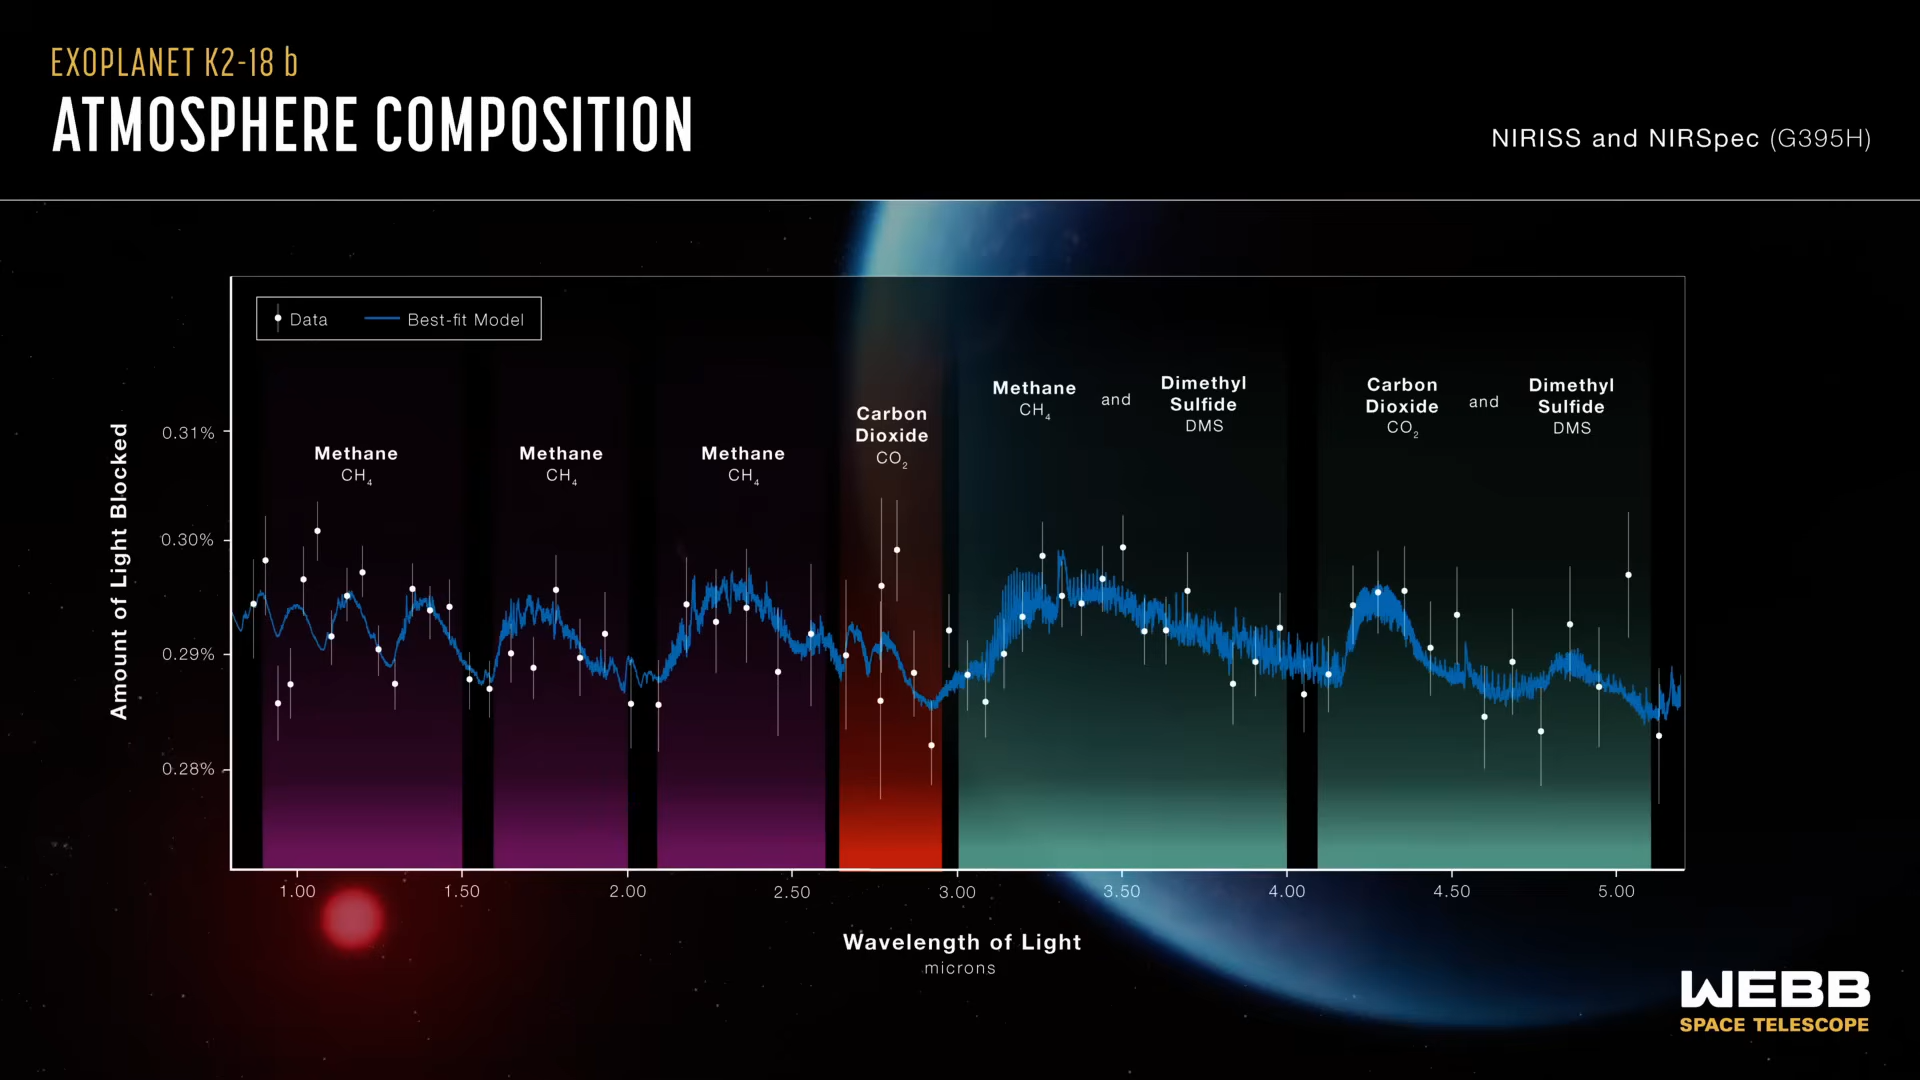 EXOPLANET K2-18 b
ATMOSPHERE COMPOSITION
NIRISS and NIRSpec (G395H)
Data
Best-fit Model
Amount of Light Blocked
0.31%
0.30%
0.29%
0.28%
Methane
CH₄
Methane
CH₄
Methane
CH₄
Carbon
Dioxide
CO₂
Methane
CH₄
and
Dimethyl
Sulfide
DMS
Carbon
Dioxide
CO₂
and
Dimethyl
Sulfide
DMS
1.00 1.50 2.00 2.50 3.00 3.50 4.00 4.50 5.00
Wavelength of Light
microns
WEBB
SPACE TELESCOPE